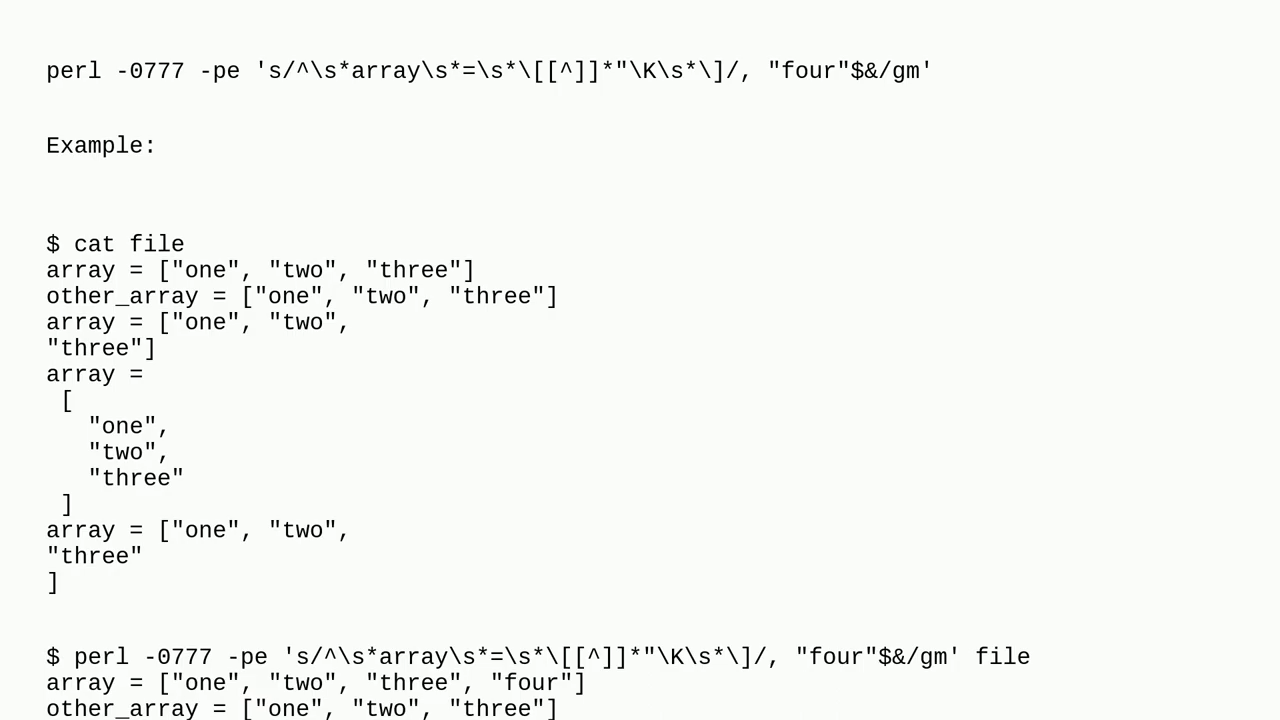 perl -0777 -pe 's/^\s*array\s*=\s*\[[^]]*"\K\s*\]/, "four"$&/gm'
Example:
$ cat file
array = ["one", "two", "three"]
other_array = ["one", "two", "three"]
array = ["one", "two",
"three"]
array =
 [
   "one",
   "two",
   "three"
 ]
array = ["one", "two",
"three"
]
$ perl -0777 -pe 's/^\s*array\s*=\s*\[[^]]*"\K\s*\]/, "four"$&/gm' file
array = ["one", "two", "three", "four"]
other_array = ["one", "two", "three"]